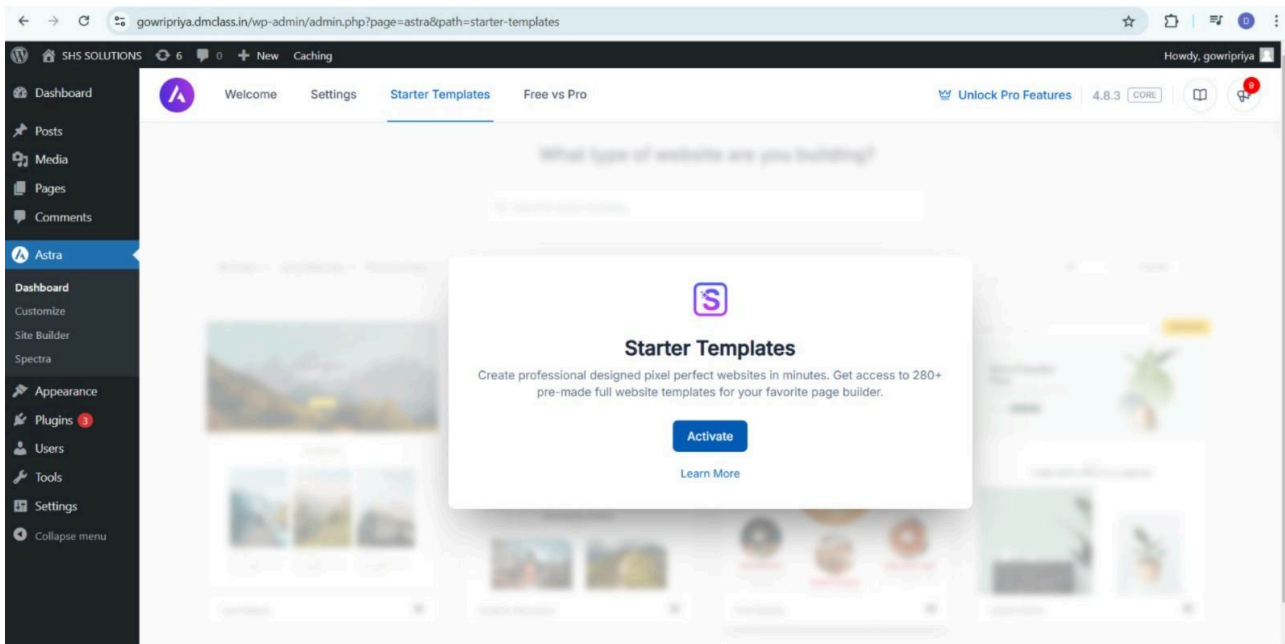 gowripriya.dmclass.in/wp-admin/admin.php?page=astra&path=starter-templates
D
SHS SOLUTIONS 6 0 + New Caching Howdy, gowripriya
Dashboard
Posts
Media
Pages
Comments
Astra
Dashboard
Customize
Site Builder
Spectra
Appearance
Plugins 3
Users
Tools
Settings
Collapse menu
Welcome Settings Starter Templates Free vs Pro Unlock Pro Features 4.8.3 CORE 9
What type of website are you building?
S
Starter Templates
Create professional designed pixel perfect websites in minutes. Get access to 280+
pre-made full website templates for your favorite page builder.
Activate
Learn More